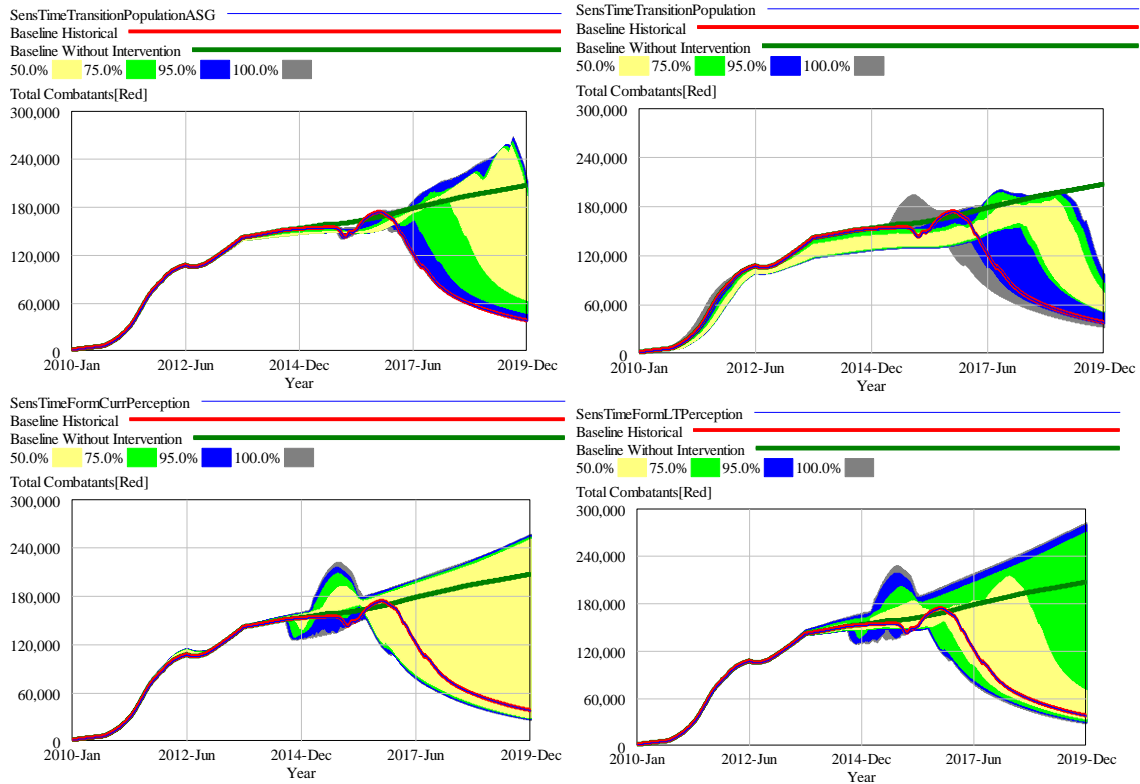 SensTimeTransitionPopulationASG
Baseline Historical
Baseline Without Intervention
50.0% 75.0% 95.0% 100.0%
Total Combatants[Red]
300,000
240,000
180,000
120,000
60,000
0
2010-Jan 2012-Jun 2014-Dec 2017-Jun 2019-Dec
Year
SensTimeTransitionPopulation
Baseline Historical
Baseline Without Intervention
50.0% 75.0% 95.0% 100.0%
Total Combatants[Red]
300,000
240,000
180,000
120,000
60,000
0
2010-Jan 2012-Jun 2014-Dec 2017-Jun 2019-Dec
Year
SensTimeFormCurrPerception
Baseline Historical
Baseline Without Intervention
50.0% 75.0% 95.0% 100.0%
Total Combatants[Red]
300,000
240,000
180,000
120,000
60,000
0
2010-Jan 2012-Jun 2014-Dec 2017-Jun 2019-Dec
Year
SensTimeFormLTPerception
Baseline Historical
Baseline Without Intervention
50.0% 75.0% 95.0% 100.0%
Total Combatants[Red]
300,000
240,000
180,000
120,000
60,000
0
2010-Jan 2012-Jun 2014-Dec 2017-Jun 2019-Dec
Year